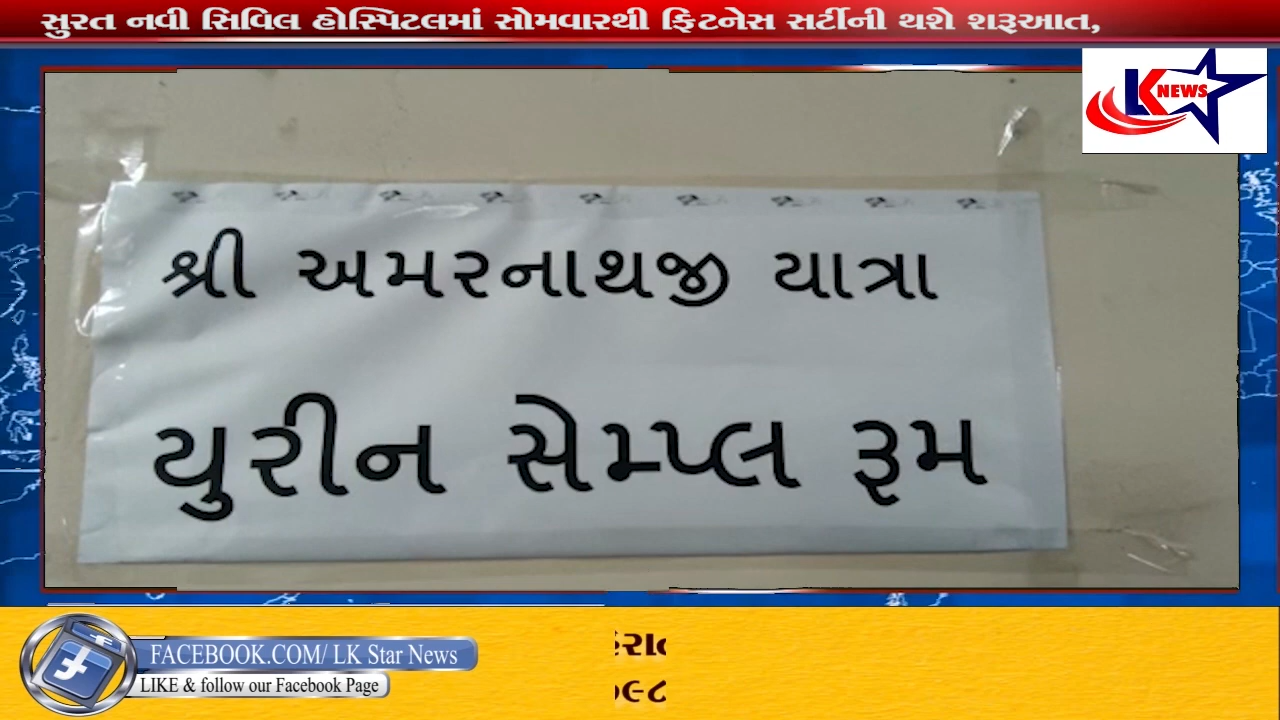 સુરત નવી સિવિલ હોસ્પિટલમાં સોમવારથી ફિટનેસ સર્ટીની થશે શરૂઆત,
LK NEWS
શ્રી અમરનાથજી યાત્રા
યુરીન સેમ્પલ રૂમ
FACEBOOK.COM/ LK Star News
LIKE & follow our Facebook Page